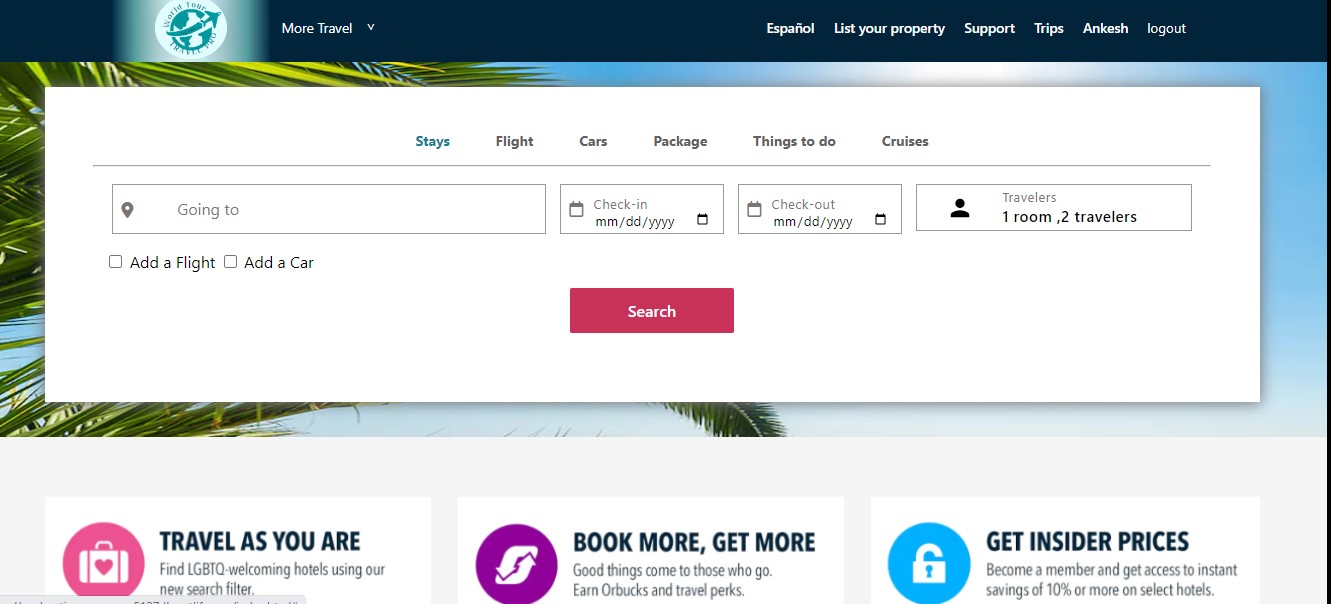 World Tour
TRAVEL PRO
More Travel ˅
Español List your property Support Trips Ankesh logout
Stays Flight Cars Package Things to do Cruises
Going to
Check-in
mm/dd/yyyy
Check-out
mm/dd/yyyy
Travelers
1 room ,2 travelers
Add a Flight Add a Car
Search
TRAVEL AS YOU ARE
Find LGBTQ-welcoming hotels using our
new search filter.
BOOK MORE, GET MORE
Good things come to those who go.
Earn Orbucks and travel perks.
GET INSIDER PRICES
Become a member and get access to instant
savings of 10% or more on select hotels.